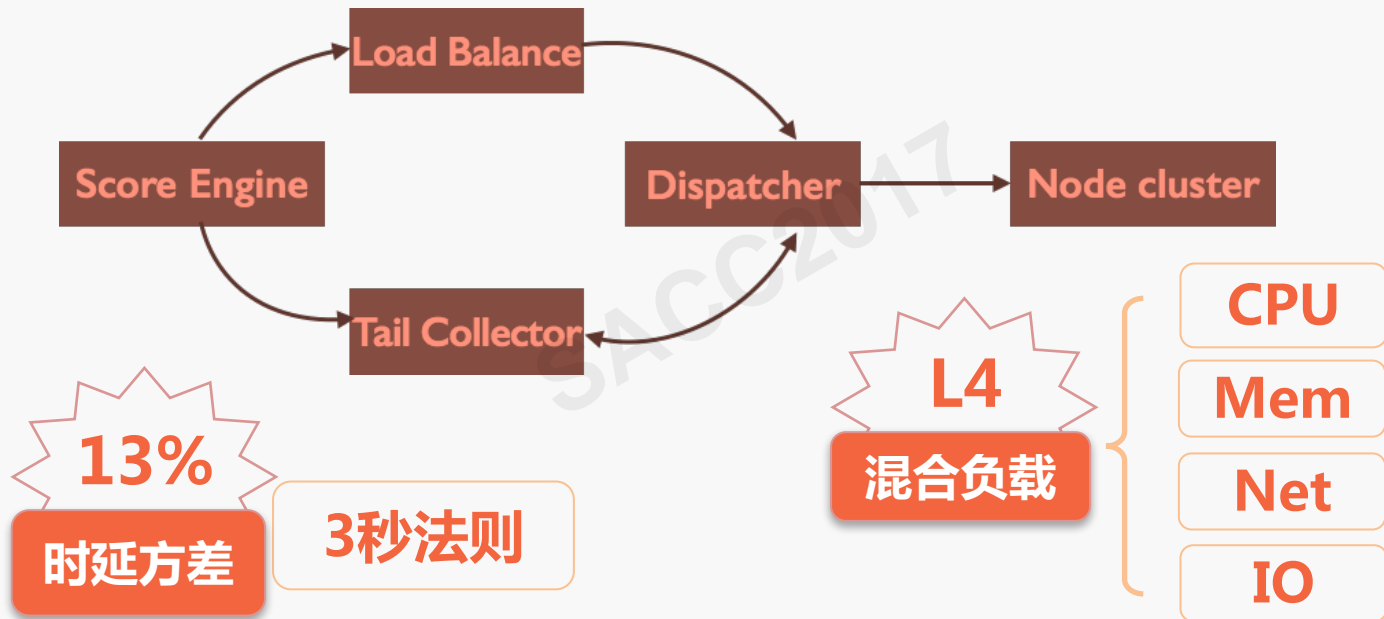 Load Balance
Score Engine
Dispatcher
Node cluster
Tail Collector
SACC2017
13%
时延方差
3秒法则
L4
混合负载
CPU
Mem
Net
IO